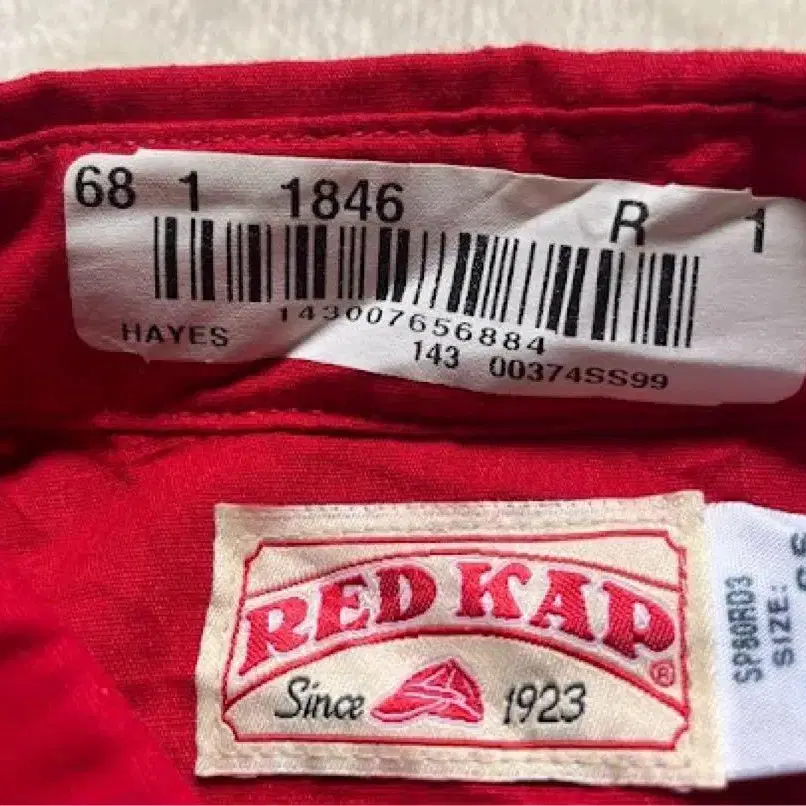 68 1 1846 R 1
143007656884
HAYES
143 00374SS99
RED KAP®
Since 1923
SP80RD3
SIZE: